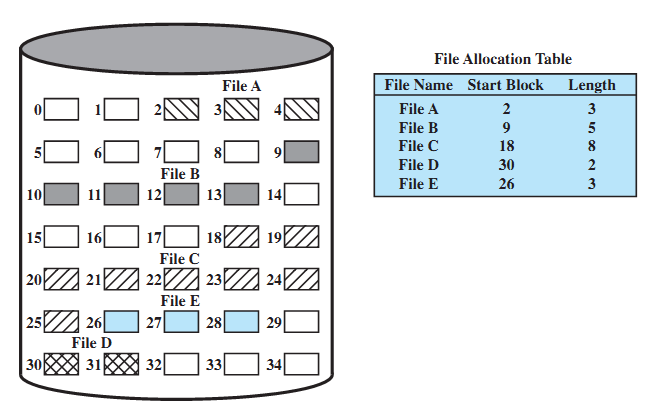 File Allocation Table
File Name Start Block Length
File A 2 3
File B 9 5
File C 18 8
File D 30 2
File E 26 3
File A
0 1 2 3 4
5 6 7 8 9
File B
10 11 12 13 14
15 16 17 18 19
File C
20 21 22 23 24
File E
25 26 27 28 29
File D
30 31 32 33 34